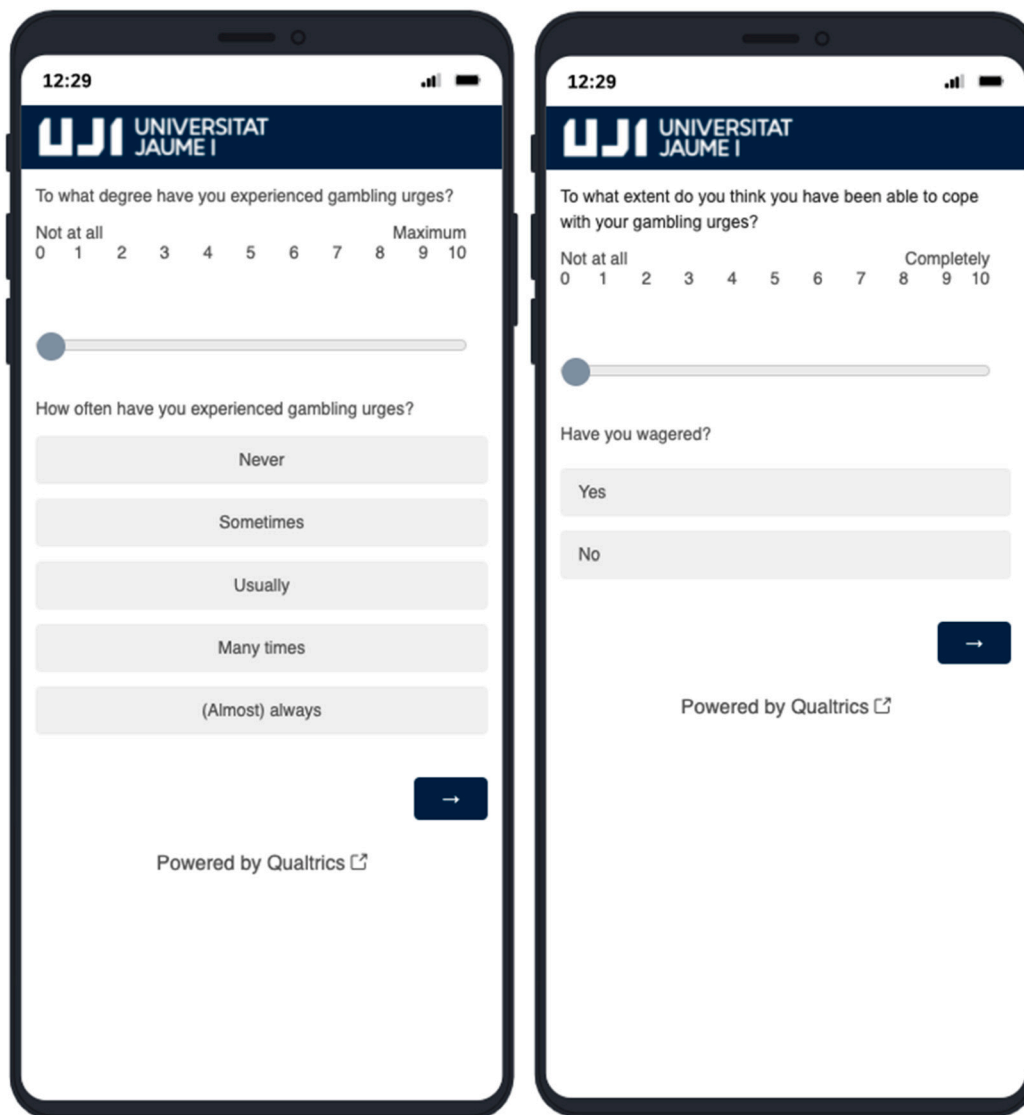 12:29
UJI UNIVERSITAT
JAUME I
To what degree have you experienced gambling urges?
Not at all Maximum
0 1 2 3 4 5 6 7 8 9 10
How often have you experienced gambling urges?
Never
Sometimes
Usually
Many times
(Almost) always
→
Powered by Qualtrics
12:29
UJI UNIVERSITAT
JAUME I
To what extent do you think you have been able to cope
with your gambling urges?
Not at all Completely
0 1 2 3 4 5 6 7 8 9 10
Have you wagered?
Yes
No
→
Powered by Qualtrics